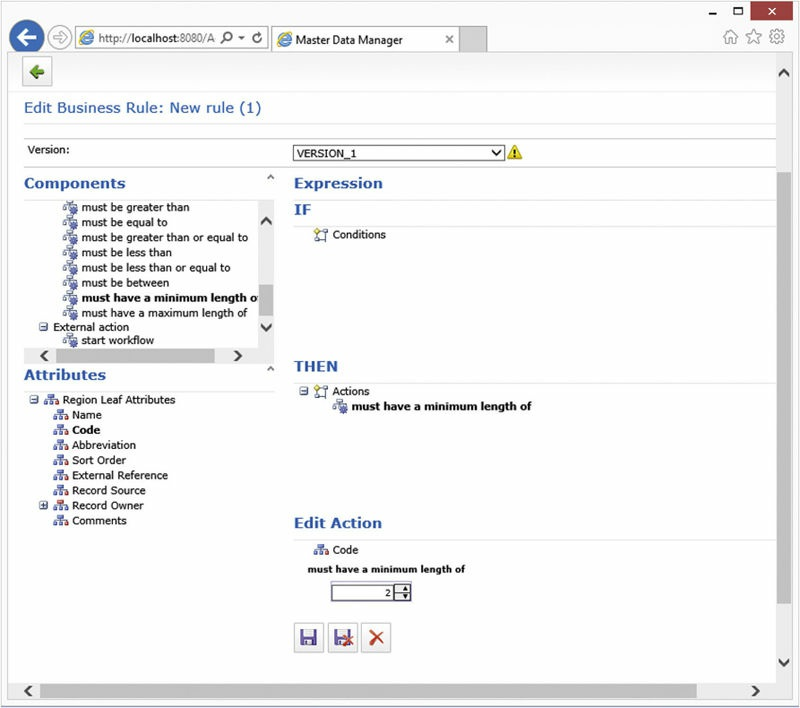 http://localhost:8080/A
Master Data Manager
Edit Business Rule: New rule (1)
Version:
VERSION_1
Components
must be greater than
must be equal to
must be greater than or equal to
must be less than
must be less than or equal to
must be between
must have a minimum length of
must have a maximum length of
External action
start workflow
Attributes
Region Leaf Attributes
Name
Code
Abbreviation
Sort Order
External Reference
Record Source
Record Owner
Comments
Expression
IF
Conditions
THEN
Actions
must have a minimum length of
Edit Action
Code
must have a minimum length of
2